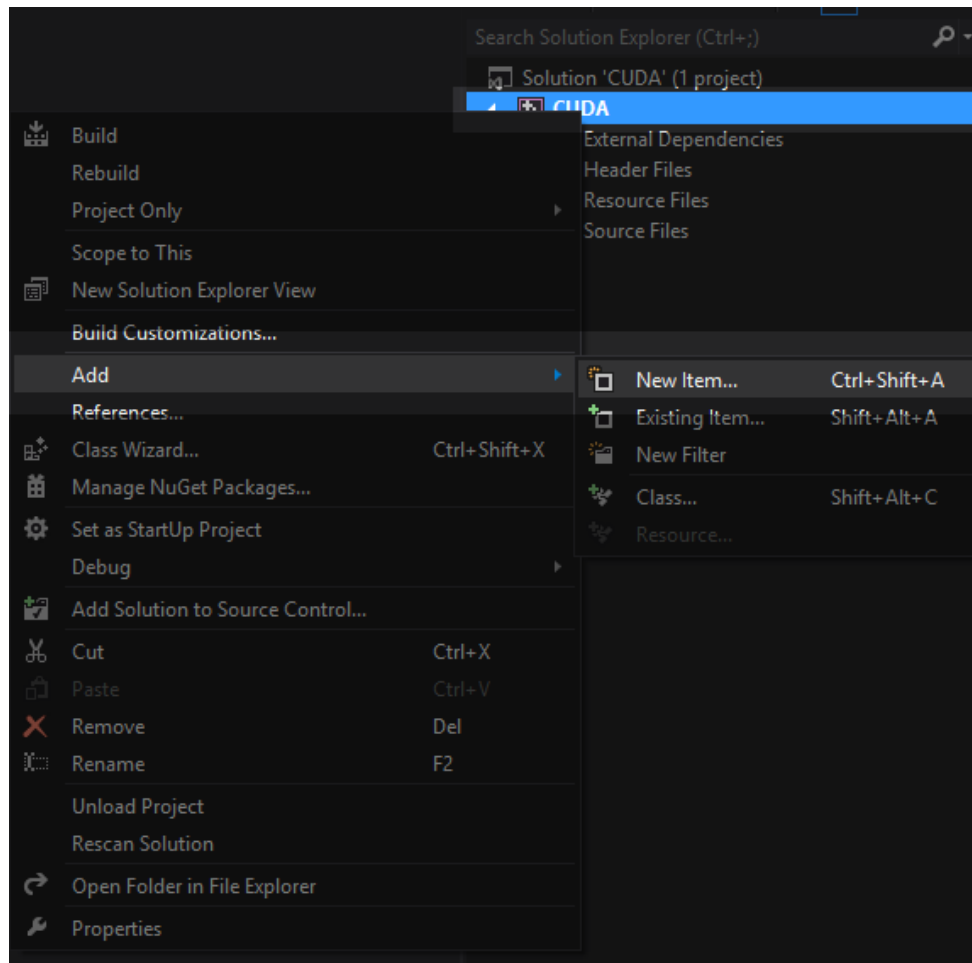 Search Solution Explorer (Ctrl+;)
Solution 'CUDA' (1 project)
CUDA
External Dependencies
Header Files
Resource Files
Source Files
Build
Rebuild
Project Only
Scope to This
New Solution Explorer View
Build Customizations...
Add
References...
Class Wizard... Ctrl+Shift+X
Manage NuGet Packages...
Set as StartUp Project
Debug
Add Solution to Source Control...
Cut Ctrl+X
Paste Ctrl+V
Remove Del
Rename F2
Unload Project
Rescan Solution
Open Folder in File Explorer
Properties
New Item... Ctrl+Shift+A
Existing Item... Shift+Alt+A
New Filter
Class... Shift+Alt+C
Resource...